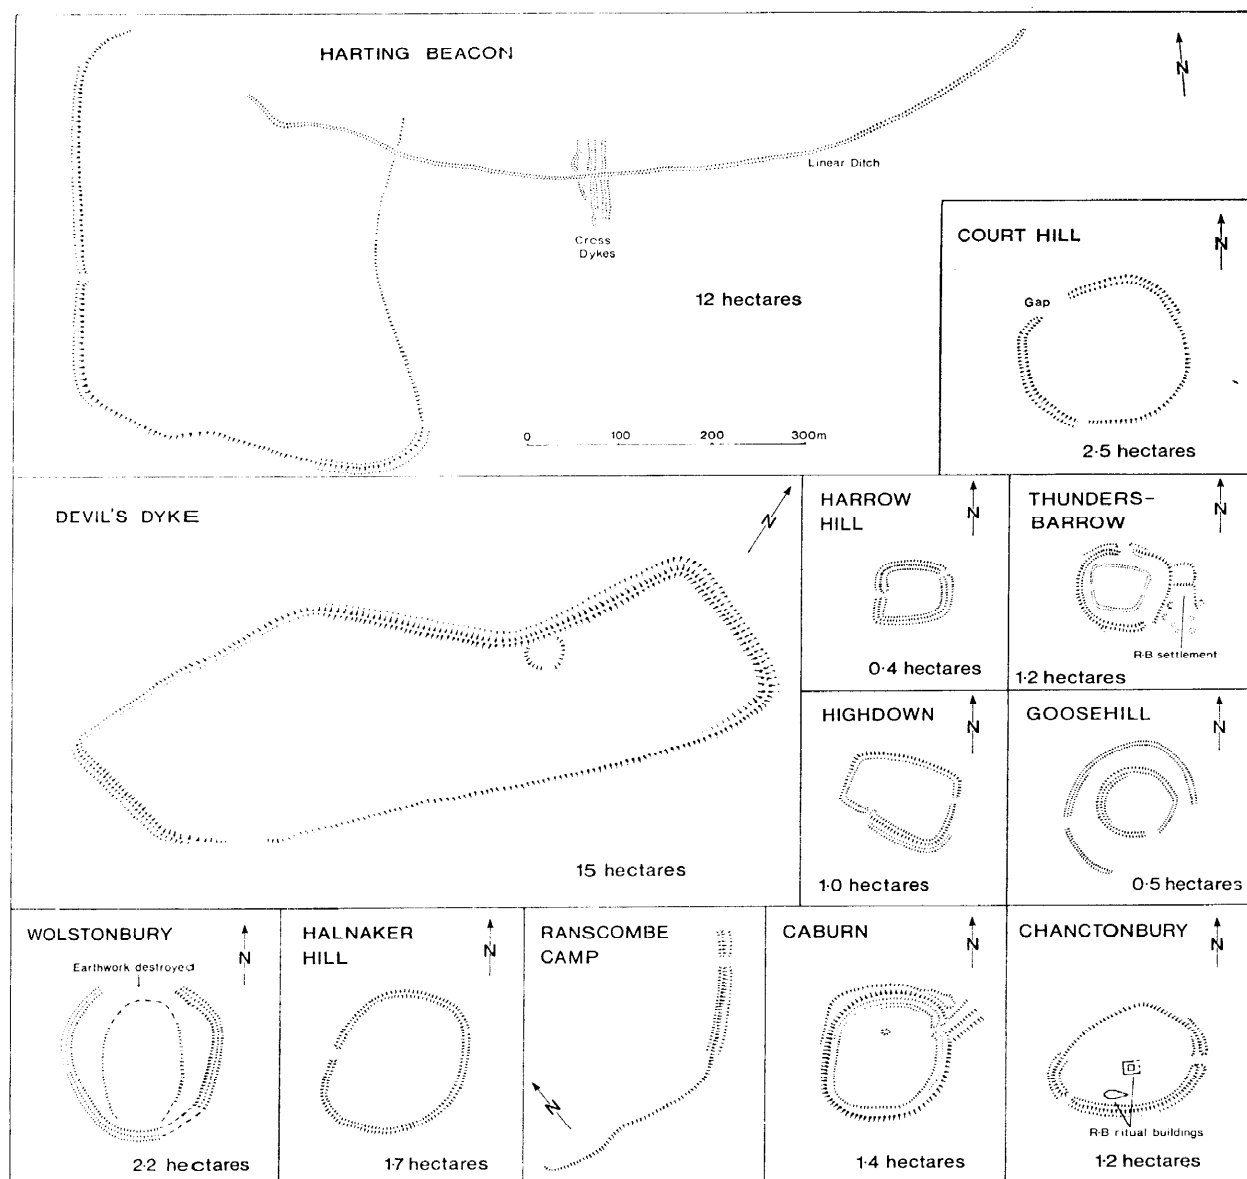 HARTING BEACON
N
Linear Ditch
Cross
Dykes
12 hectares
0 100 200 300m
COURT HILL
N
Gap
2·5 hectares
DEVIL'S DYKE
N
15 hectares
HARROW
HILL
N
0·4 hectares
THUNDERS-
BARROW
N
R·B settlement
1·2 hectares
HIGHDOWN
N
1·0 hectares
GOOSEHILL
N
0·5 hectares
WOLSTONBURY
N
Earthwork destroyed
2·2 hectares
HALNAKER
HILL
N
1·7 hectares
RANSCOMBE
CAMP
N
CABURN
N
1·4 hectares
CHANCTONBURY
N
R·B ritual buildings
1·2 hectares